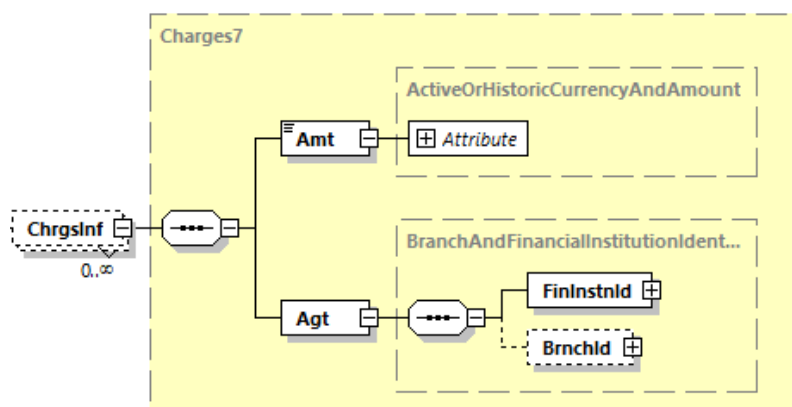 Charges7
ActiveOrHistoricCurrencyAndAmount
Amt
Attribute
ChrgsInf
0..∞
BranchAndFinancialInstitutionIdent...
FinInstnId
Agt
BrnchId